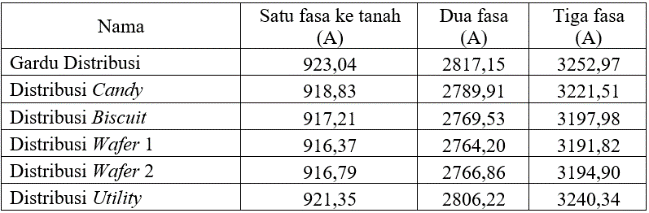 Nama Satu fasa ke tanah (A) Dua fasa (A) Tiga fasa (A)
Gardu Distribusi 923,04 2817,15 3252,97
Distribusi Candy 918,83 2789,91 3221,51
Distribusi Biscuit 917,21 2769,53 3197,98
Distribusi Wafer 1 916,37 2764,20 3191,82
Distribusi Wafer 2 916,79 2766,86 3194,90
Distribusi Utility 921,35 2806,22 3240,34